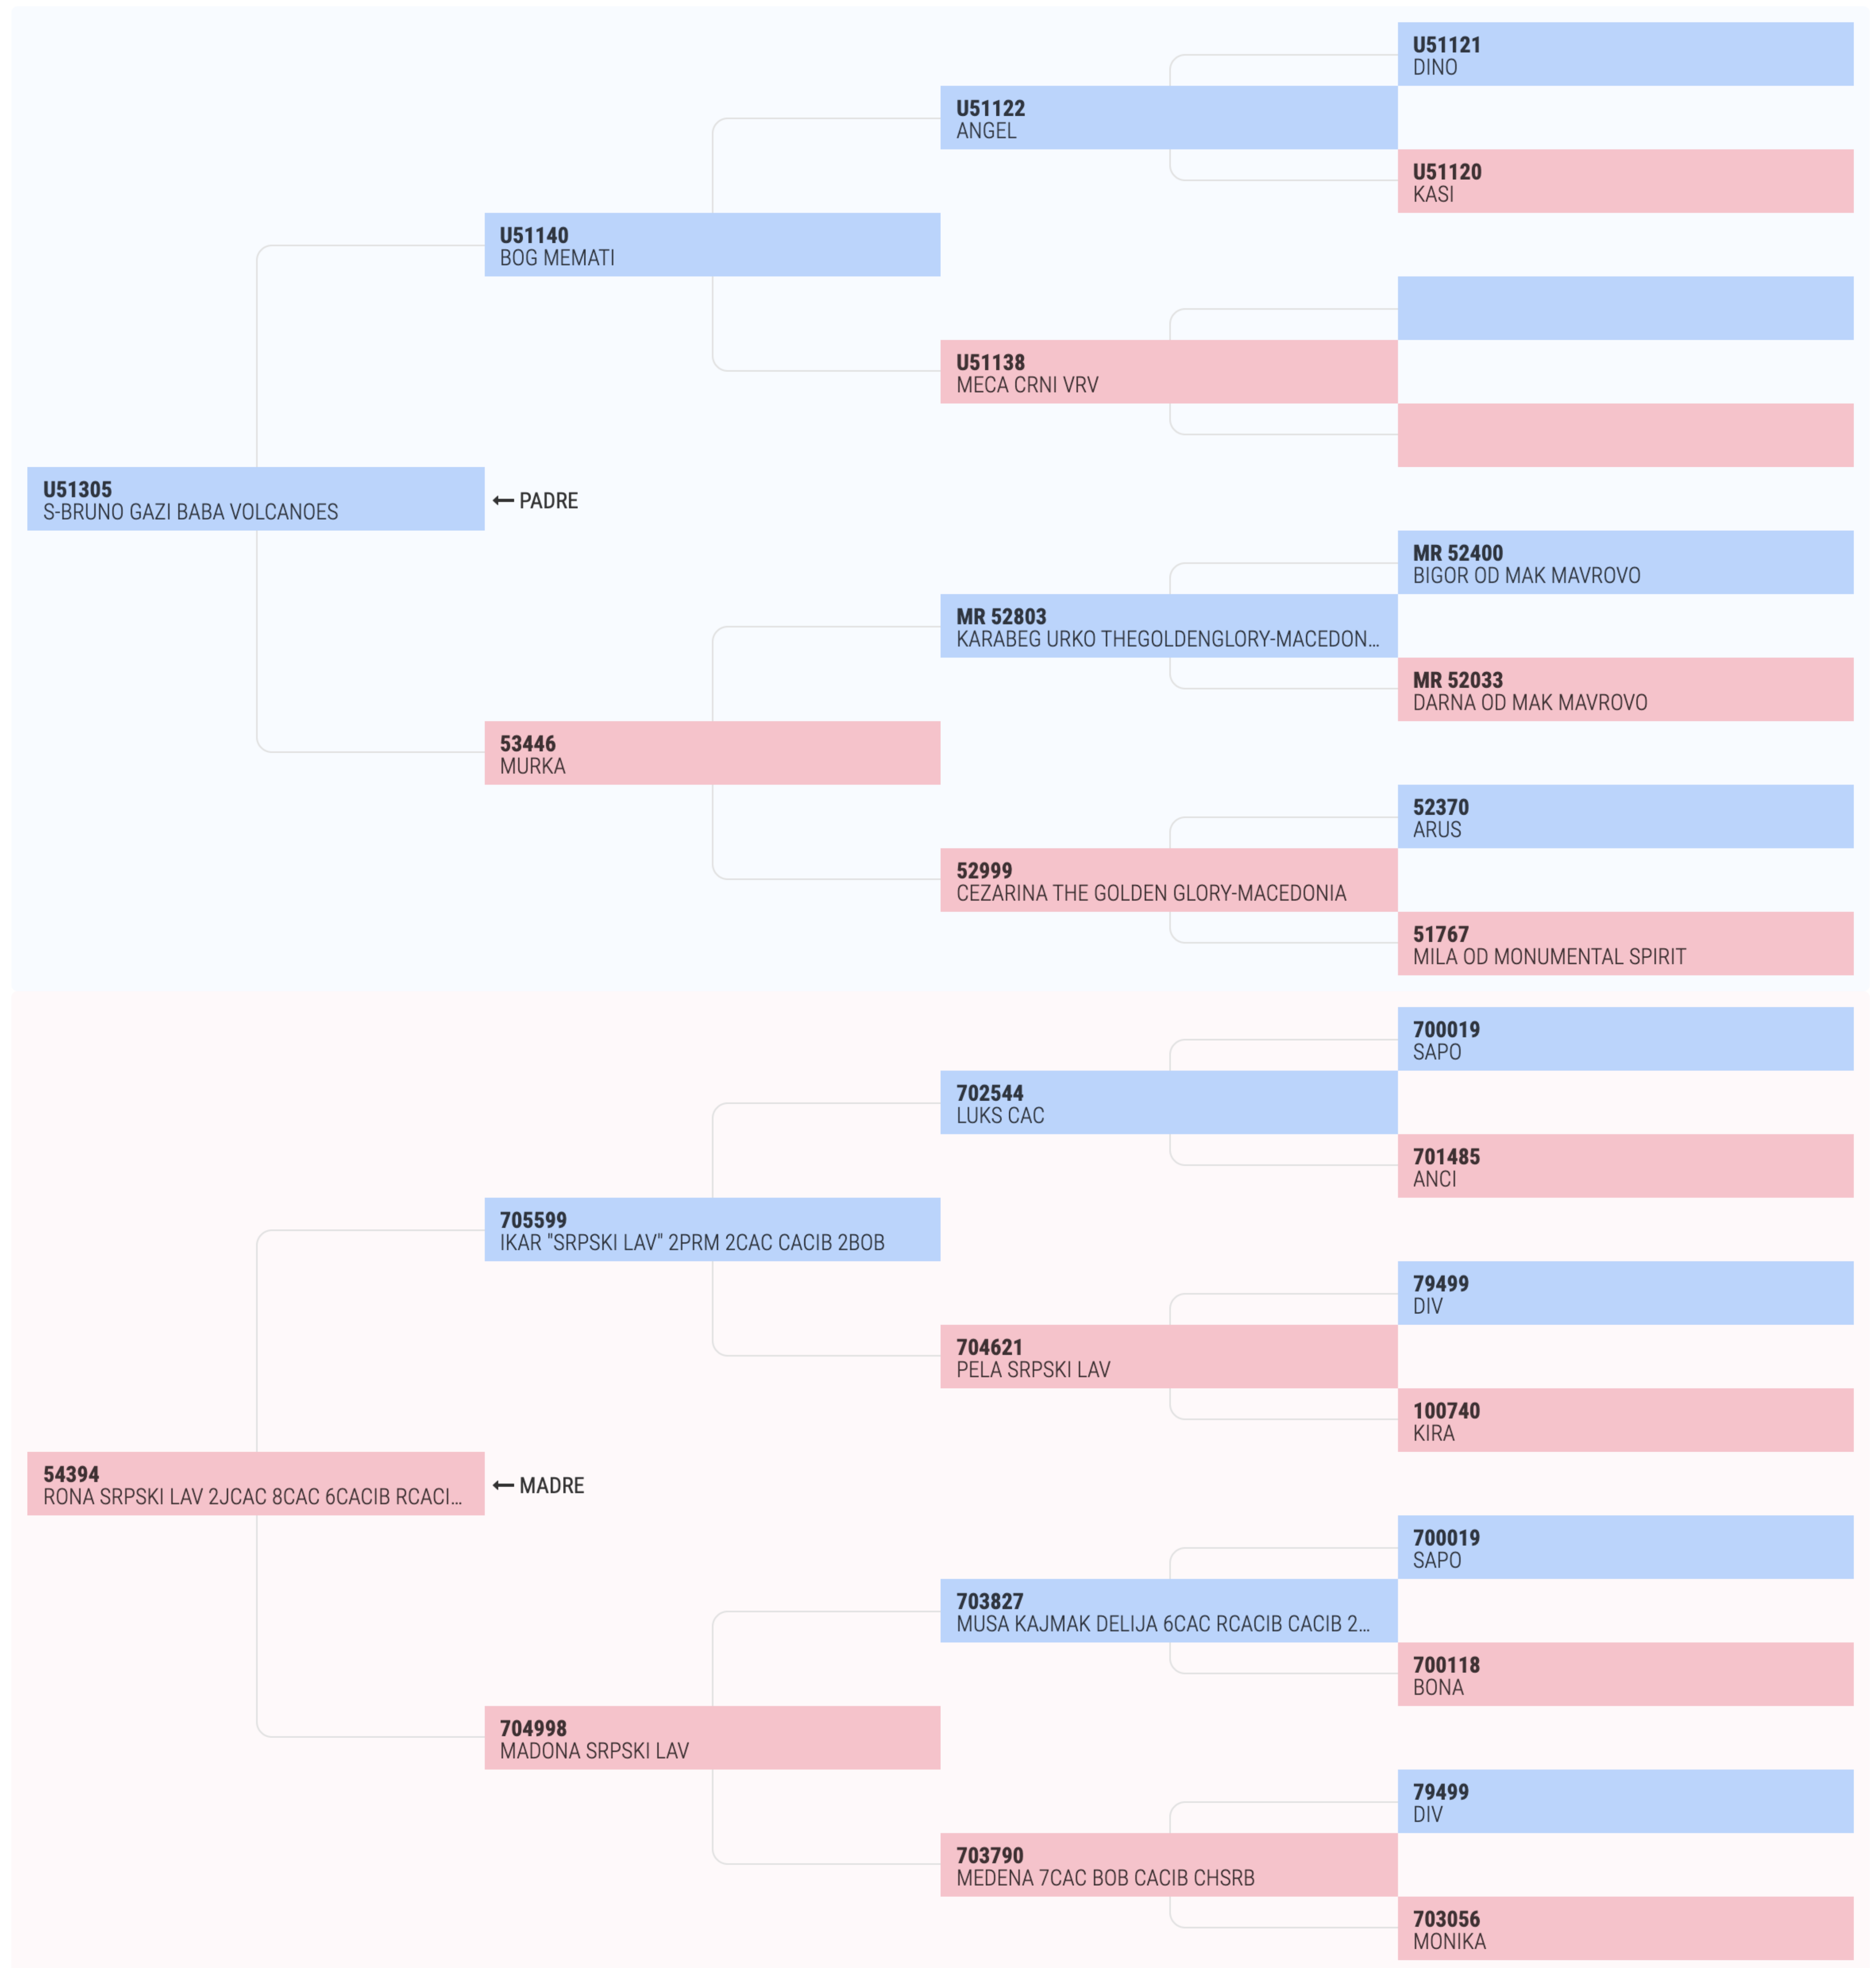 U51121
DINO
U51122
ANGEL
U51120
KASI
U51140
BOG MEMATI
U51138
MECA CRNI VRV
U51305
S-BRUNO GAZI BABA VOLCANOES
← PADRE
MR 52400
BIGOR OD MAK MAVROVO
MR 52803
KARABEG URKO THEGOLDENGLORY-MACEDON...
MR 52033
DARNA OD MAK MAVROVO
53446
MURKA
52370
ARUS
52999
CEZARINA THE GOLDEN GLORY-MACEDONIA
51767
MILA OD MONUMENTAL SPIRIT
700019
SAPO
702544
LUKS CAC
701485
ANCI
705599
IKAR "SRPSKI LAV" 2PRM 2CAC CACIB 2BOB
79499
DIV
704621
PELA SRPSKI LAV
100740
KIRA
54394
RONA SRPSKI LAV 2JCAC 8CAC 6CACIB RCACI...
← MADRE
700019
SAPO
703827
MUSA KAJMAK DELIJA 6CAC RCACIB CACIB 2...
700118
BONA
704998
MADONA SRPSKI LAV
79499
DIV
703790
MEDENA 7CAC BOB CACIB CHSRB
703056
MONIKA